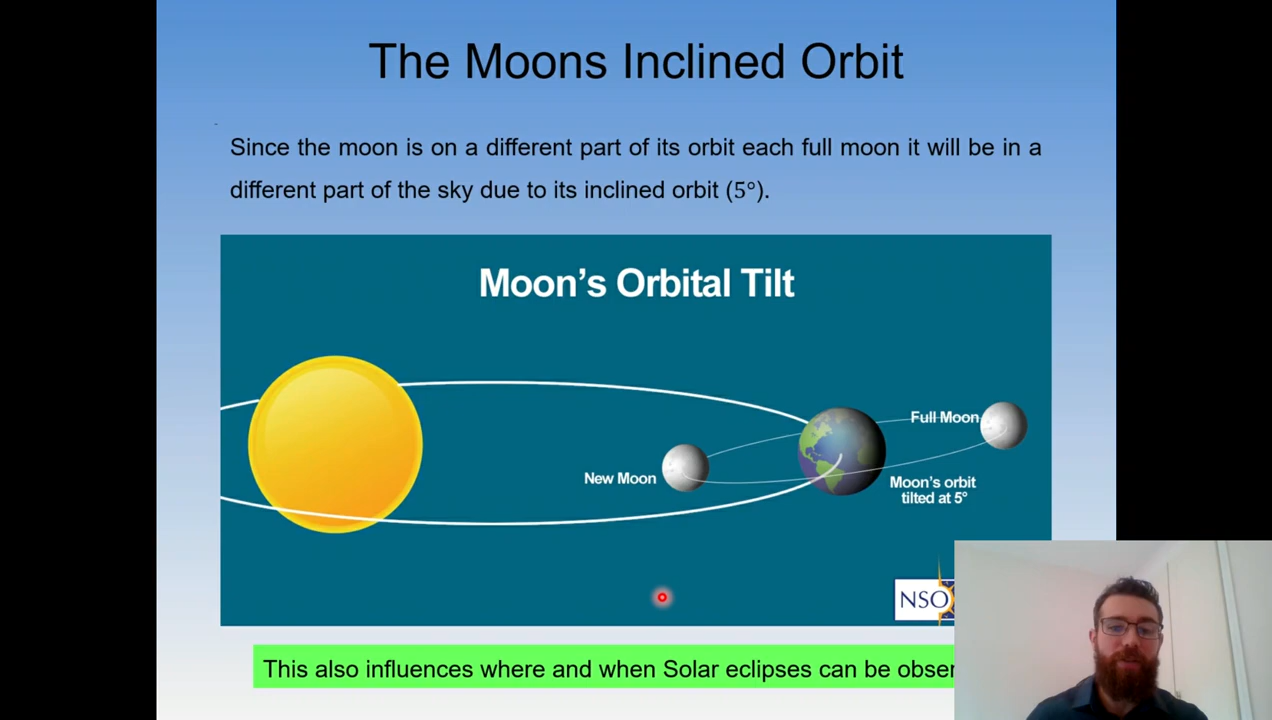 The Moons Inclined Orbit
Since the moon is on a different part of its orbit each full moon it will be in a
different part of the sky due to its inclined orbit (5°).
Moon's Orbital Tilt
Full Moon
New Moon
Moon's orbit
tilted at 5°
NSO
This also influences where and when Solar eclipses can be